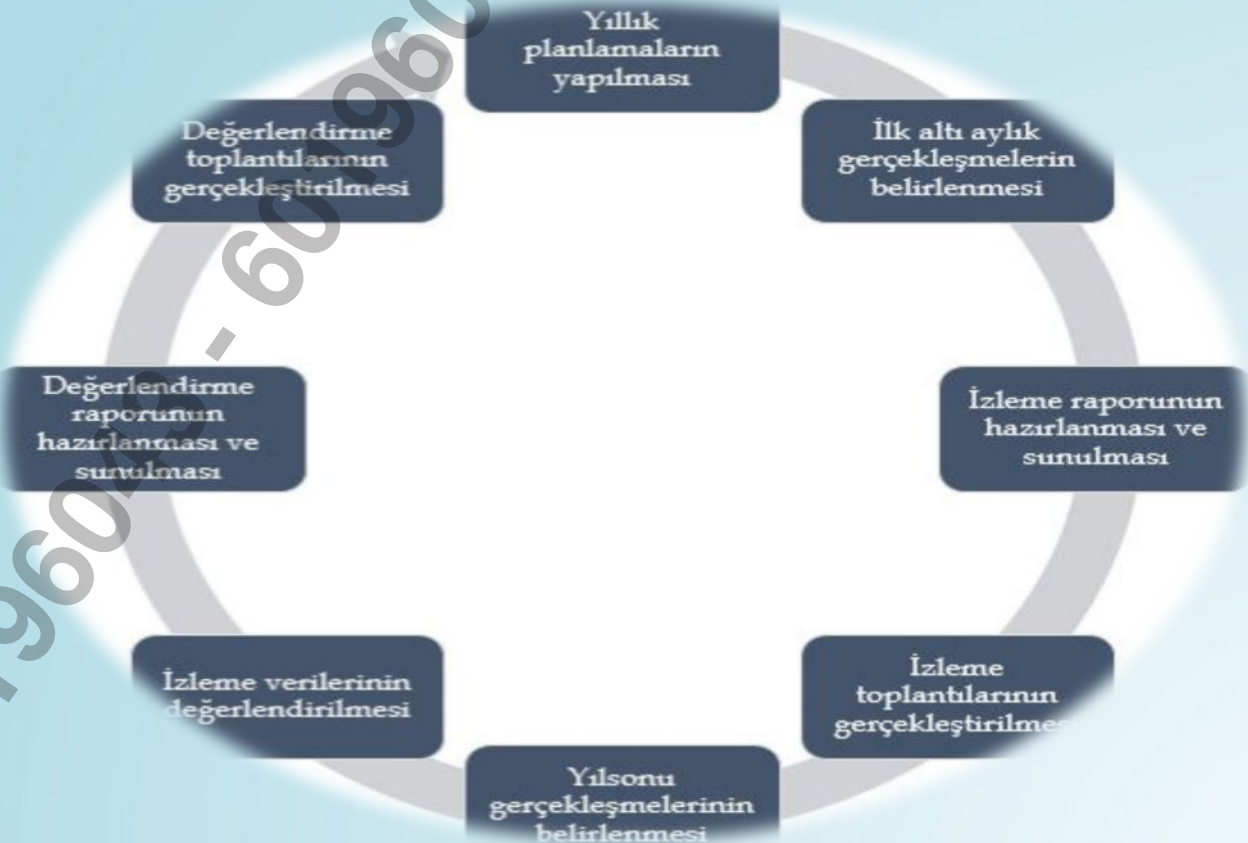 Yıllık
planlamaların
yapılması
İlk altı aylık
gerçekleşmelerin
belirlenmesi
İzleme raporunun
hazırlanması ve
sunulması
İzleme
toplantılarının
gerçekleştirilmesi
Yılsonu
gerçekleşmelerinin
belirlenmesi
İzleme verilerinin
değerlendirilmesi
Değerlendirme
raporunun
hazırlanması ve
sunulması
Değerlendirme
toplantılarının
gerçekleştirilmesi